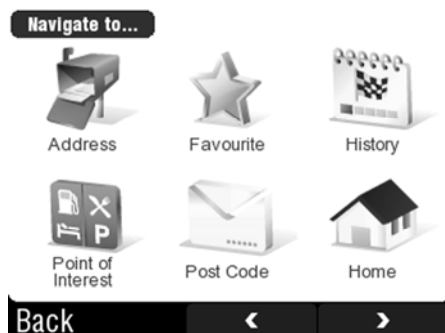 Navigate to...
Address
Favourite
History
P
Point of
Interest
Post Code
Home
Back